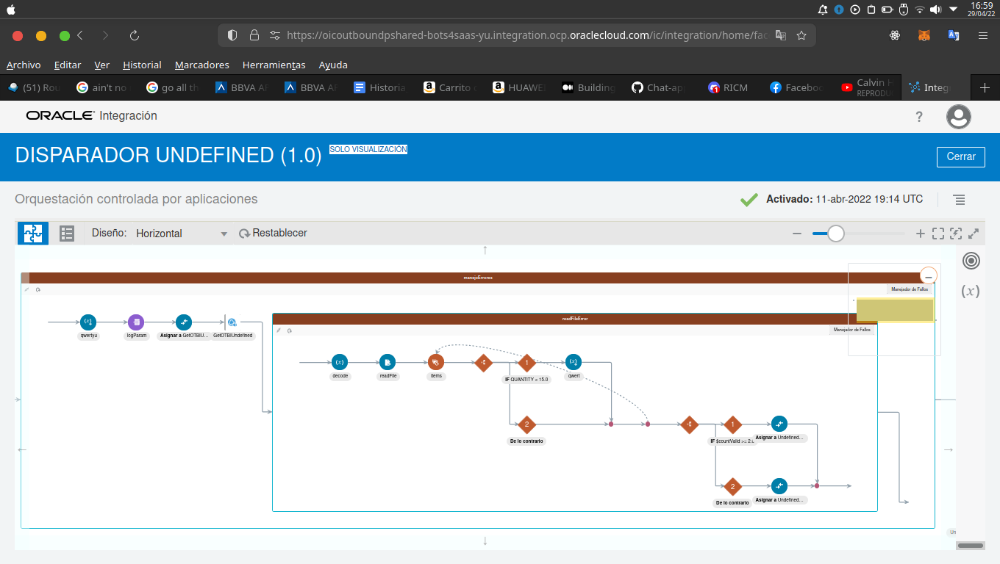 16:59
29/04/22
https://oicoutboundpshared-bots4saas-yu.integration.ocp.oraclecloud.com/ic/integration/home/fac
Archivo Editar Ver Historial Marcadores Herramientas Ayuda
(51) Rou ain't no go all th BBVA AP BBVA AP Historia Carrito HUAWEI Building Chat-app RICM Faceboo Calvin H Integ
REPRODU
ORACLE Integración ?
DISPARADOR UNDEFINED (1.0) SOLO VISUALIZACIÓN Cerrar
Orquestación controlada por aplicaciones Activado: 11-abr-2022 19:14 UTC
Diseño: Horizontal Restablecer
manejoErrores
Manejador de Fallos
(x)
qwertyu logParam Asignar a GetOTBIU... GetOTBIUndefined
readFileError
Manejador de Fallos
(x) 1
decode readFile items IF QUANTITY < 15.0 qwert
2 1
De lo contrario IF $countValid >= 2. Asignar a Undefined...
2
De lo contrario Asignar a Undefined...
Un